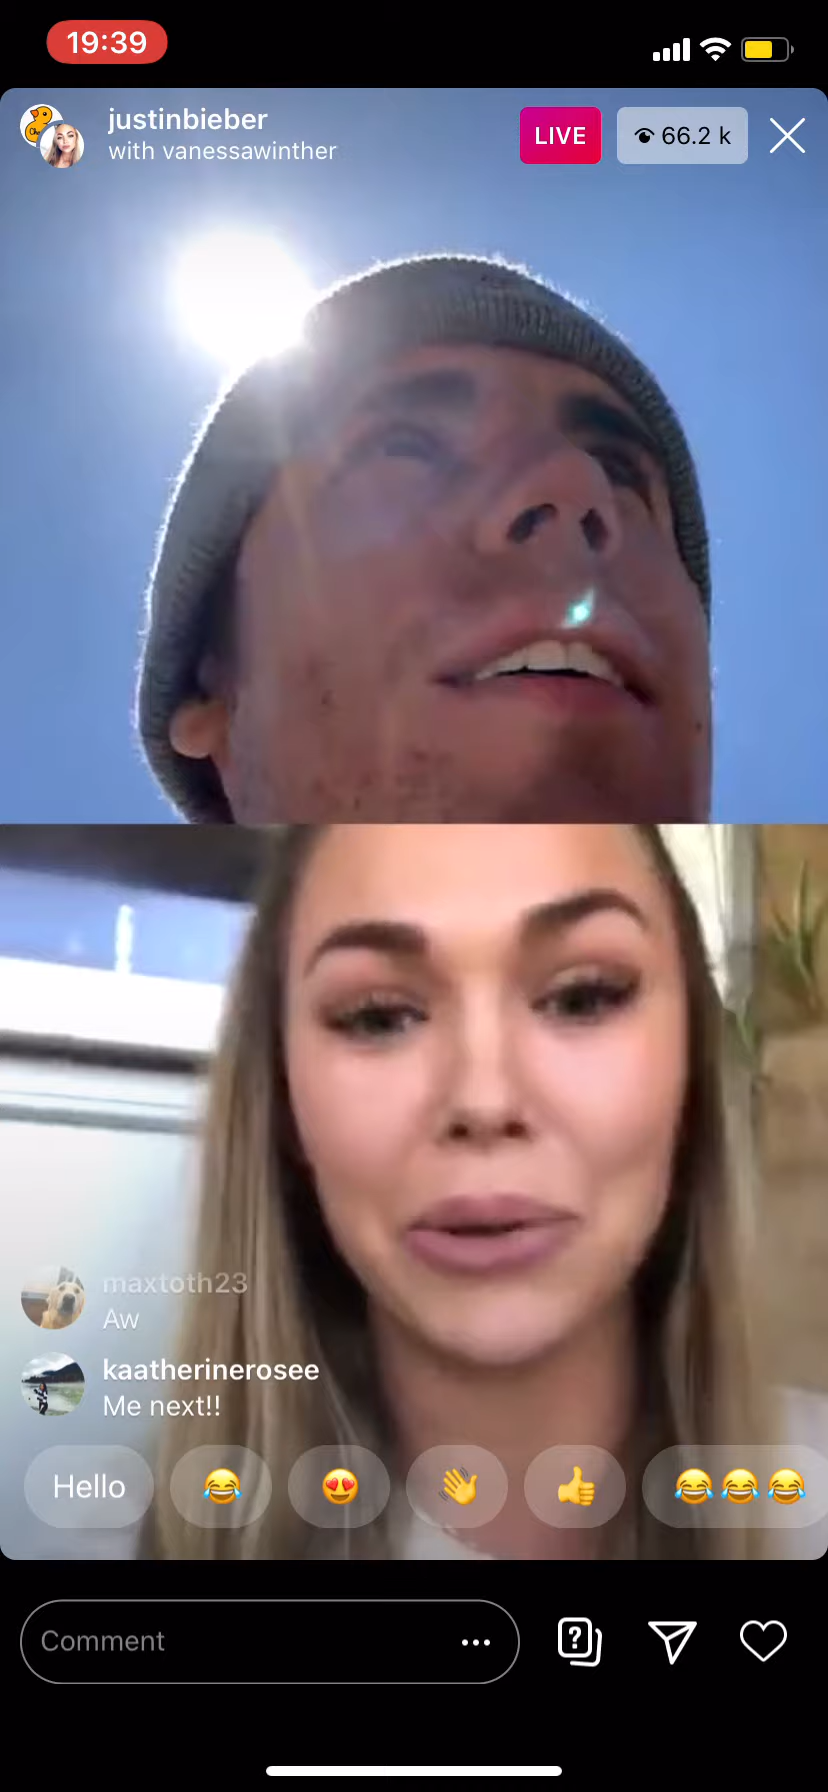 19:39
justinbieber
with vanessawinther
LIVE
66.2 k
maxtoth23
Aw
kaatherinerosee
Me next!!
Hello 😂 😍 👋 👍 😂😂😂
Comment